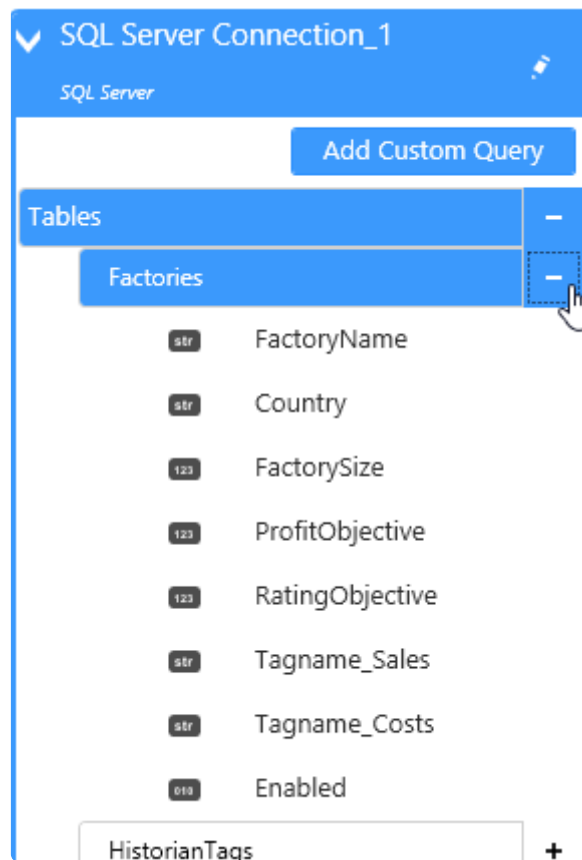 SQL Server Connection_1
SQL Server
Add Custom Query
Tables
Factories
str FactoryName
str Country
123 FactorySize
123 ProfitObjective
123 RatingObjective
str Tagname_Sales
str Tagname_Costs
010 Enabled
HistorianTags